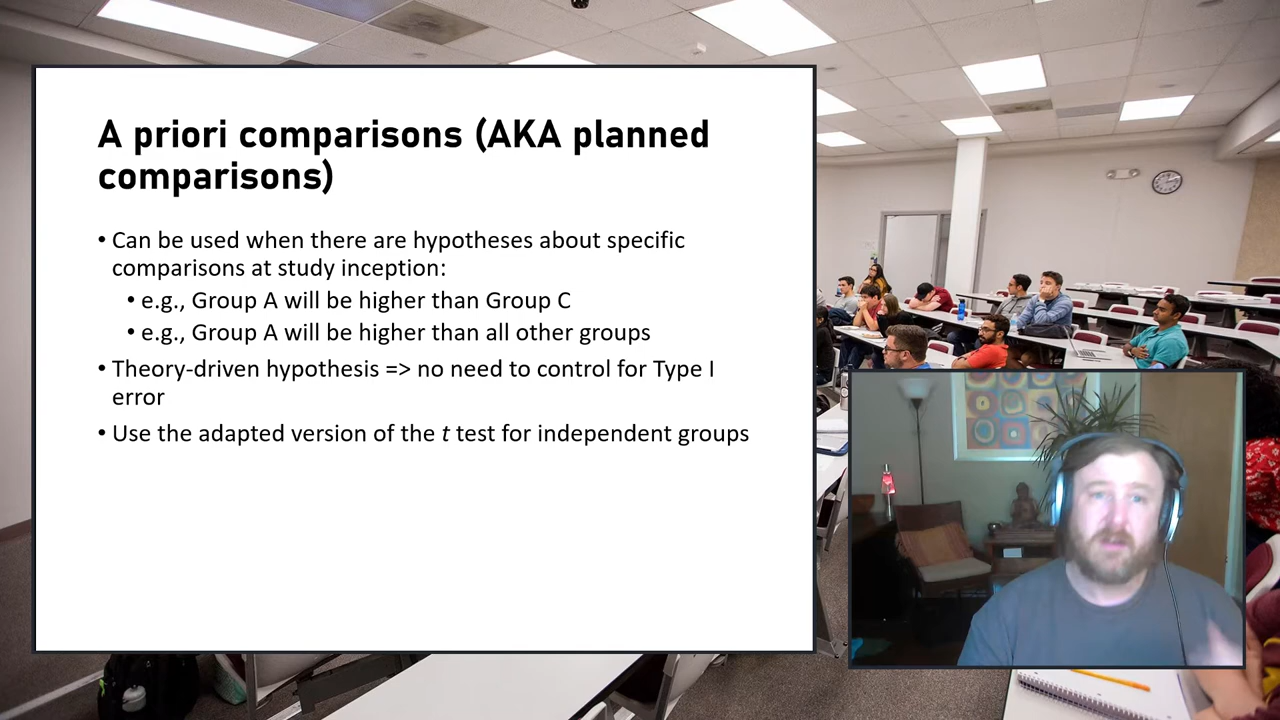 A priori comparisons (AKA planned
comparisons)
• Can be used when there are hypotheses about specific
comparisons at study inception:
• e.g., Group A will be higher than Group C
• e.g., Group A will be higher than all other groups
• Theory-driven hypothesis => no need to control for Type I
error
• Use the adapted version of the t test for independent groups